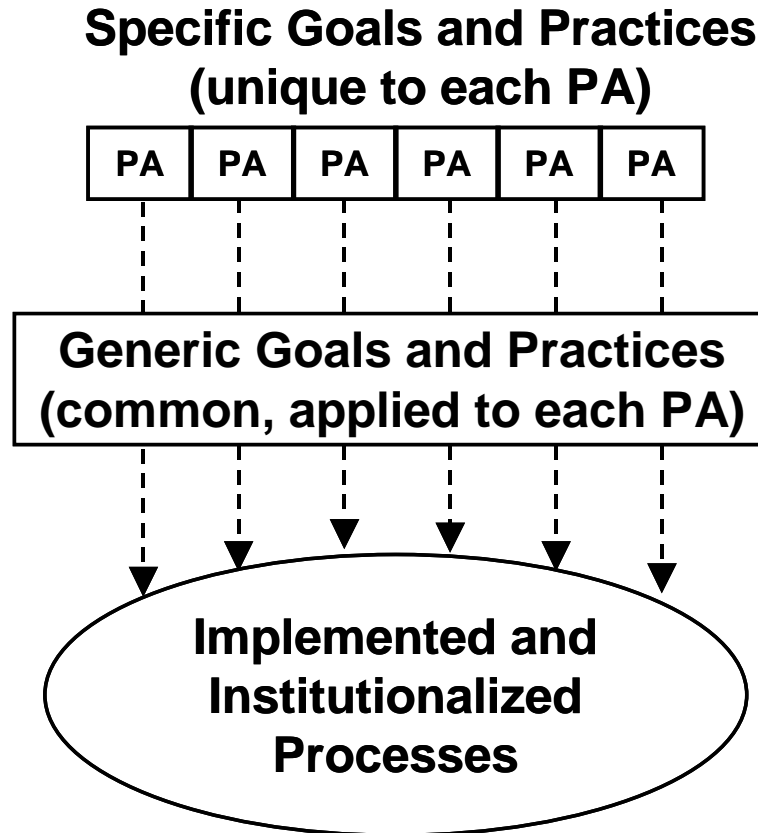 Specific Goals and Practices
(unique to each PA)
PA PA PA PA PA PA
Generic Goals and Practices
(common, applied to each PA)
Implemented and
Institutionalized
Processes